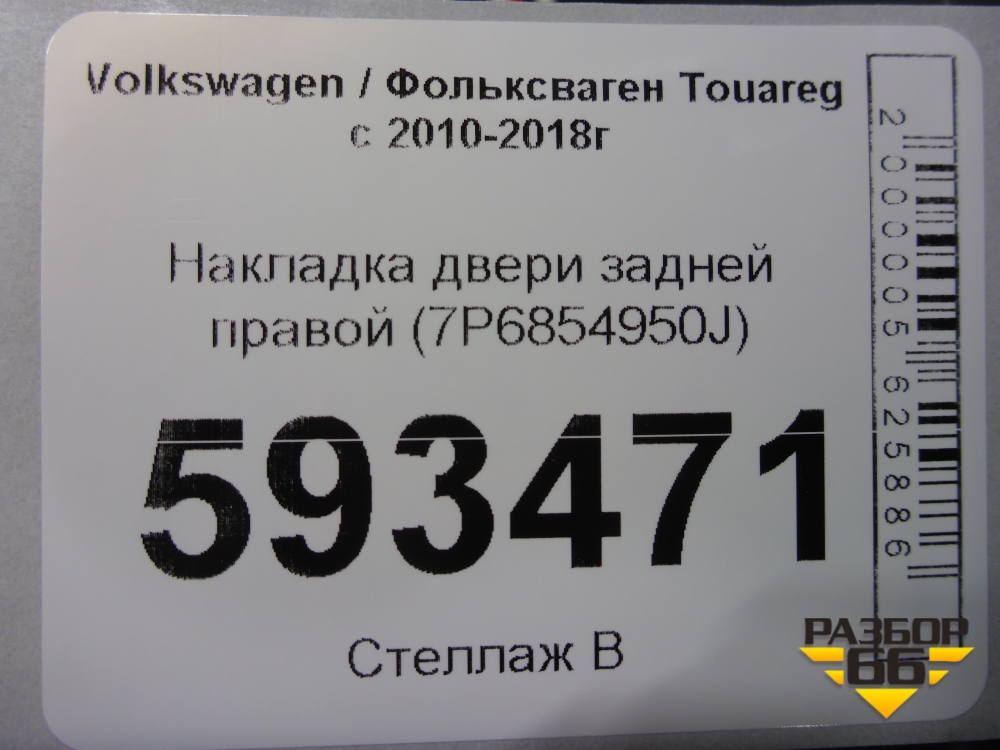 Volkswagen / Фольксваген Touareg
с 2010-2018г
Накладка двери задней
правой (7P6854950J)
593471
Стеллаж В
2000005625886
РАЗБОР
66